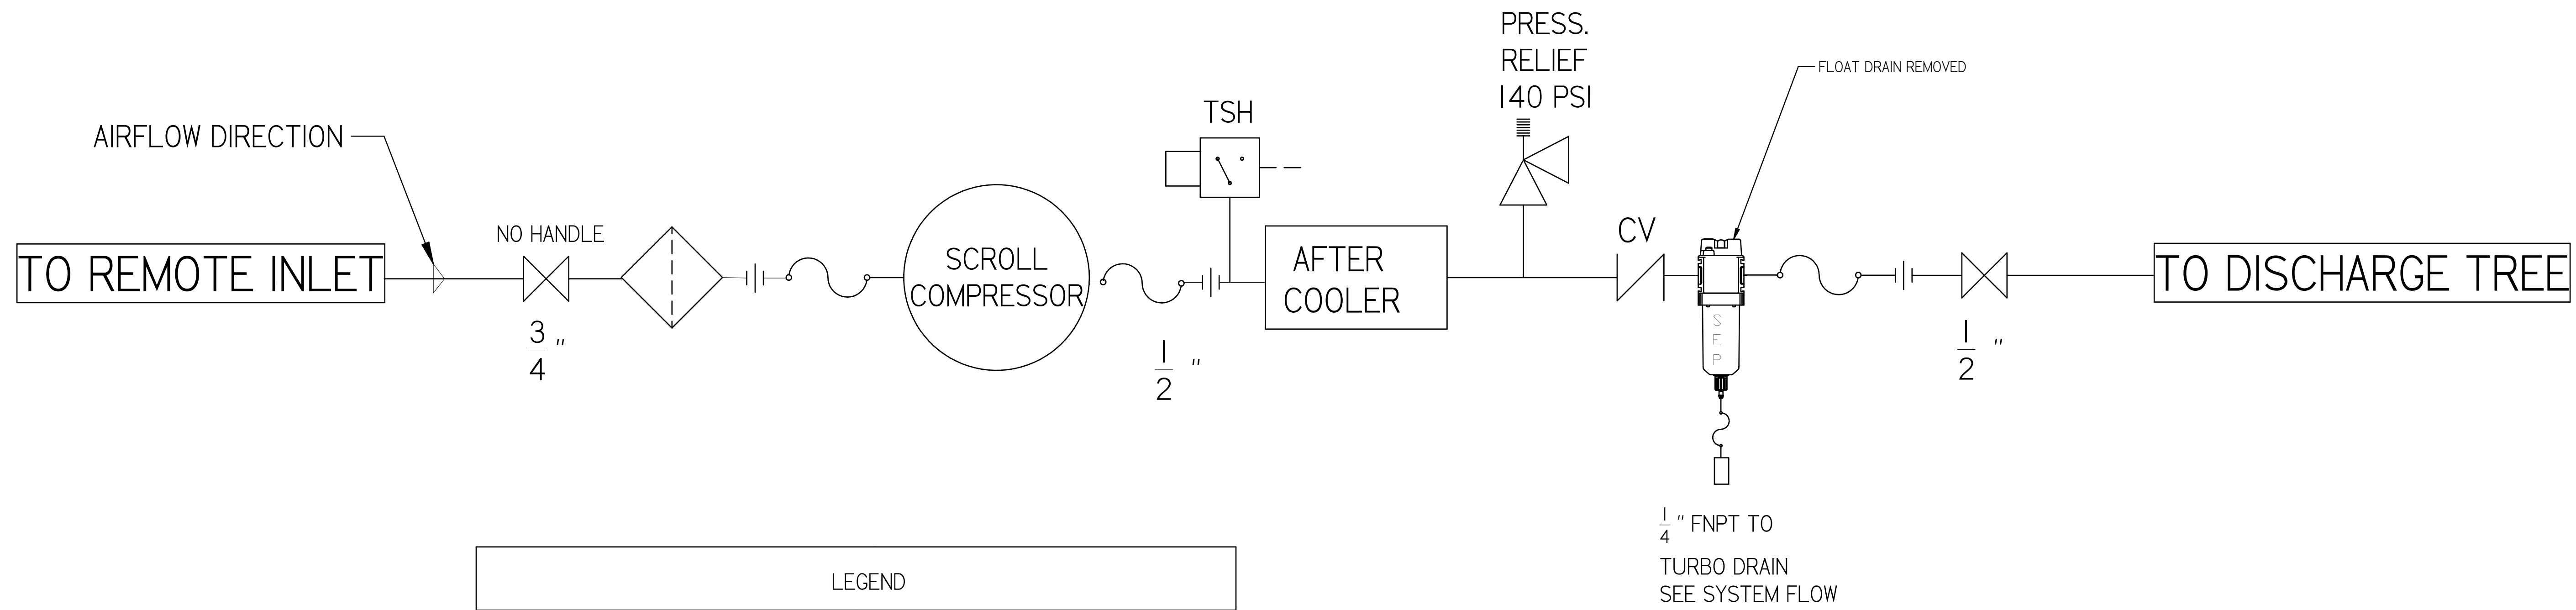 PRESS.
RELIEF
140 PSI
FLOAT DRAIN REMOVED
TSH
AIRFLOW DIRECTION
NO HANDLE
CV
TO REMOTE INLET
SCROLL
COMPRESSOR
AFTER
COOLER
TO DISCHARGE TREE
S
E
P
3/4 "
1/2 "
1/2 "
1/4 " FNPT TO
TURBO DRAIN
SEE SYSTEM FLOW
LEGEND